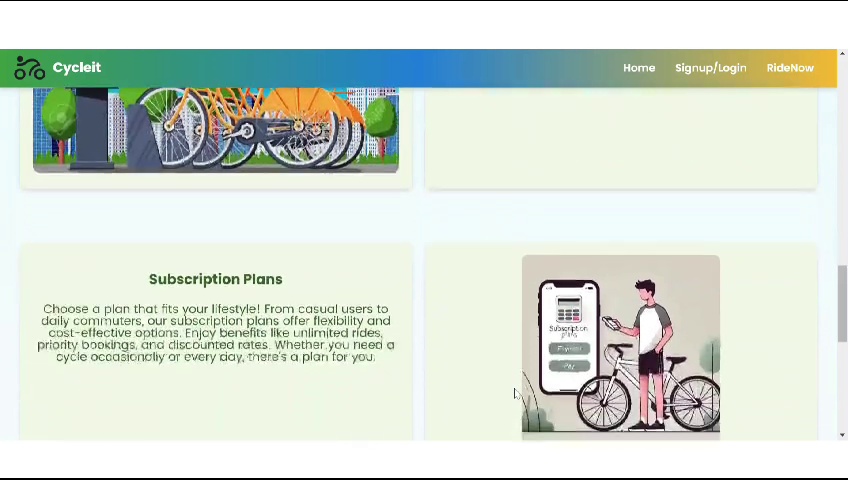 Cycleit
Home Signup/Login RideNow
Subscription Plans
Choose a plan that fits your lifestyle! From casual users to
daily commuters, our subscription plans offer flexibility and
cost-effective options. Enjoy benefits like unlimited rides,
priority bookings, and discounted rates. Whether you need a
cycle occasionally or every day, there's a plan for you.
Subscription
plans
Payment
Pay